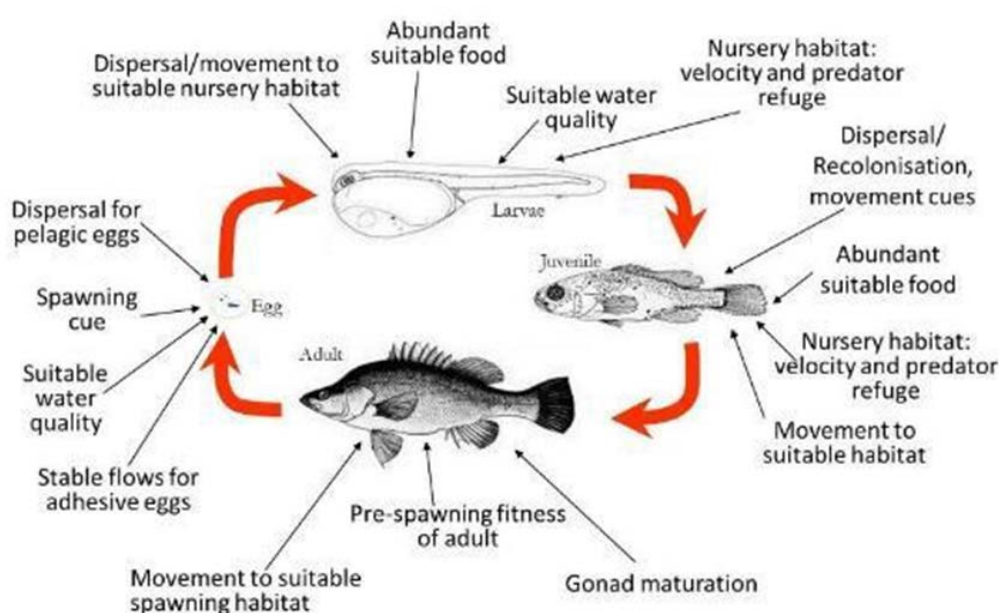 Abundant
suitable food
Dispersal/movement to
suitable nursery habitat
Nursery habitat:
velocity and predator
refuge
Suitable water
quality
Dispersal/
Recolonisation,
movement cues
Larvae
Dispersal for
pelagic eggs
Juvenile
Abundant
suitable food
Spawning
cue
Egg
Nursery habitat:
velocity and predator
refuge
Adult
Suitable
water
quality
Movement to
suitable habitat
Stable flows for
adhesive eggs
Pre-spawning fitness
of adult
Movement to suitable
spawning habitat
Gonad maturation